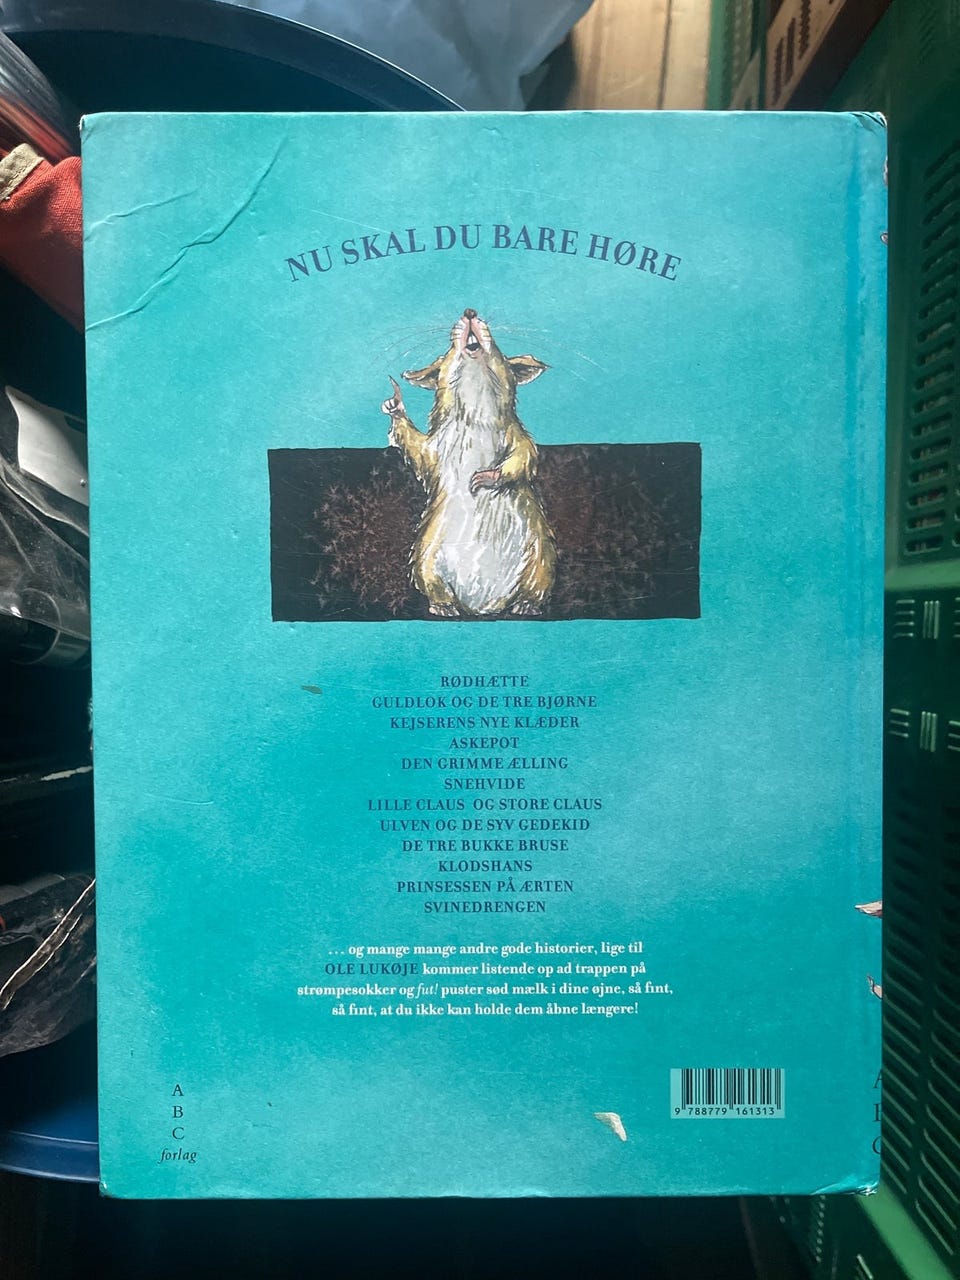 NU SKAL DU BARE HØRE
RØDHÆTTE
GULDLOK OG DE TRE BJØRNE
KEJSERENS NYE KLÆDER
ASKEPOT
DEN GRIMME ÆLLING
SNEHVIDE
LILLE CLAUS OG STORE CLAUS
ULVEN OG DE SYV GEDEKID
DE TRE BUKKE BRUSE
KLODSHANS
PRINSESSEN PÅ ÆRTEN
SVINEDRENGEN
... og mange mange andre gode historier, lige til
OLE LUKØJE kommer listende op ad trappen på
strømpesokker og fut! puster sød mælk i dine øjne, så fint,
så fint, at du ikke kan holde dem åbne længere!
A
B
C
forlag
9 788779 161313